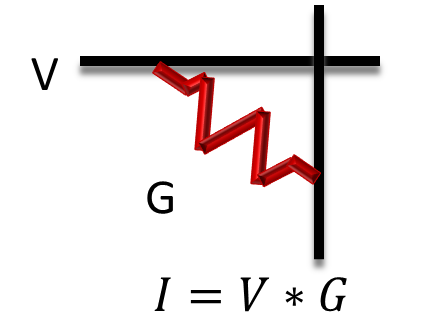 V
G
I = V * G